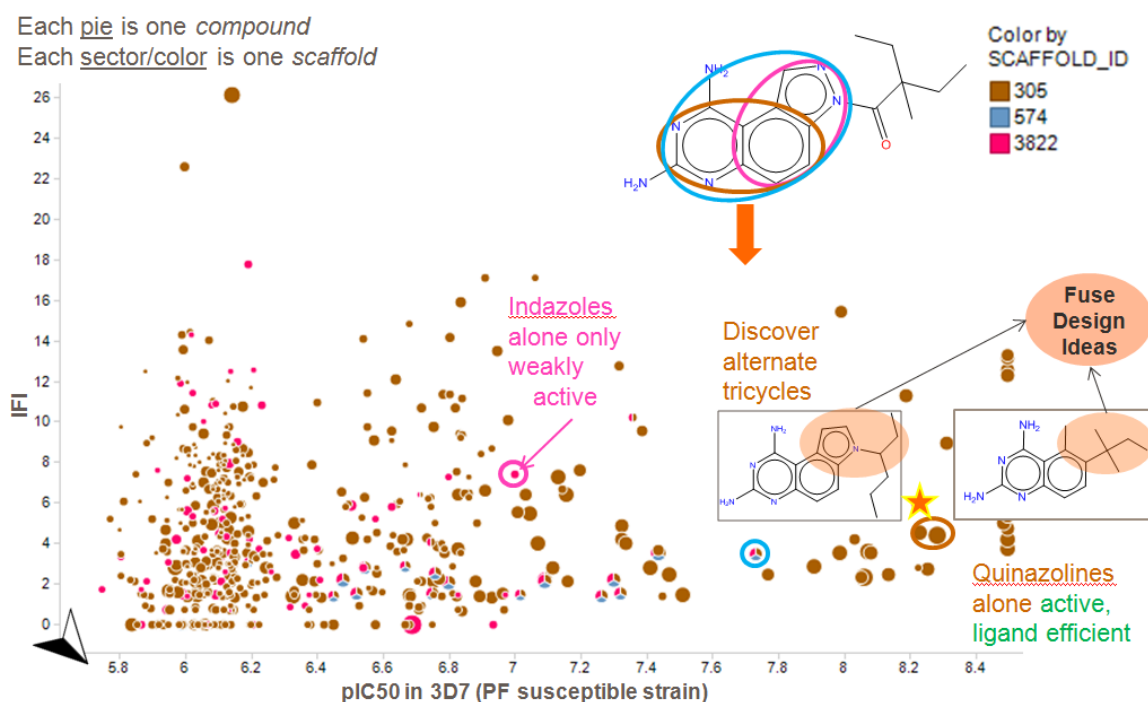 Each pie is one compound
Each sector/color is one scaffold
Color by
SCAFFOLD_ID
305
574
3822
NH₂
N
N
H₂N
N
N
O
IFI
26
24
22
20
18
16
14
12
10
8
6
4
2
0
Indazoles
alone only
weakly
active
Discover
alternate
tricycles
Fuse
Design
Ideas
NH₂
N
H₂N
N
N
NH₂
N
H₂N
N
Quinazolines
alone active,
ligand efficient
5.8 6 6.2 6.4 6.6 6.8 7 7.2 7.4 7.6 7.8 8 8.2 8.4
pIC50 in 3D7 (PF susceptible strain)